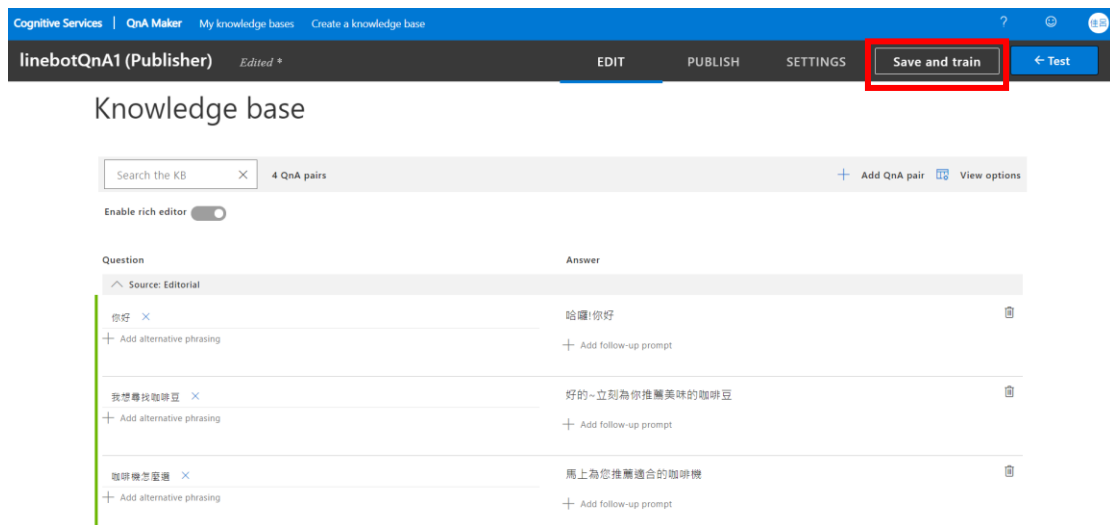 Cognitive Services | QnA Maker My knowledge bases Create a knowledge base ? 佳茵
linebotQnA1 (Publisher) Edited * EDIT PUBLISH SETTINGS Save and train ← Test
Knowledge base
Search the KB × 4 QnA pairs + Add QnA pair View options
Enable rich editor
Question Answer
Source: Editorial
你好 × 哈囉!你好
+ Add alternative phrasing + Add follow-up prompt
我想尋找咖啡豆 × 好的~立刻為你推薦美味的咖啡豆
+ Add alternative phrasing + Add follow-up prompt
咖啡機怎麼選 × 馬上為您推薦適合的咖啡機
+ Add alternative phrasing + Add follow-up prompt